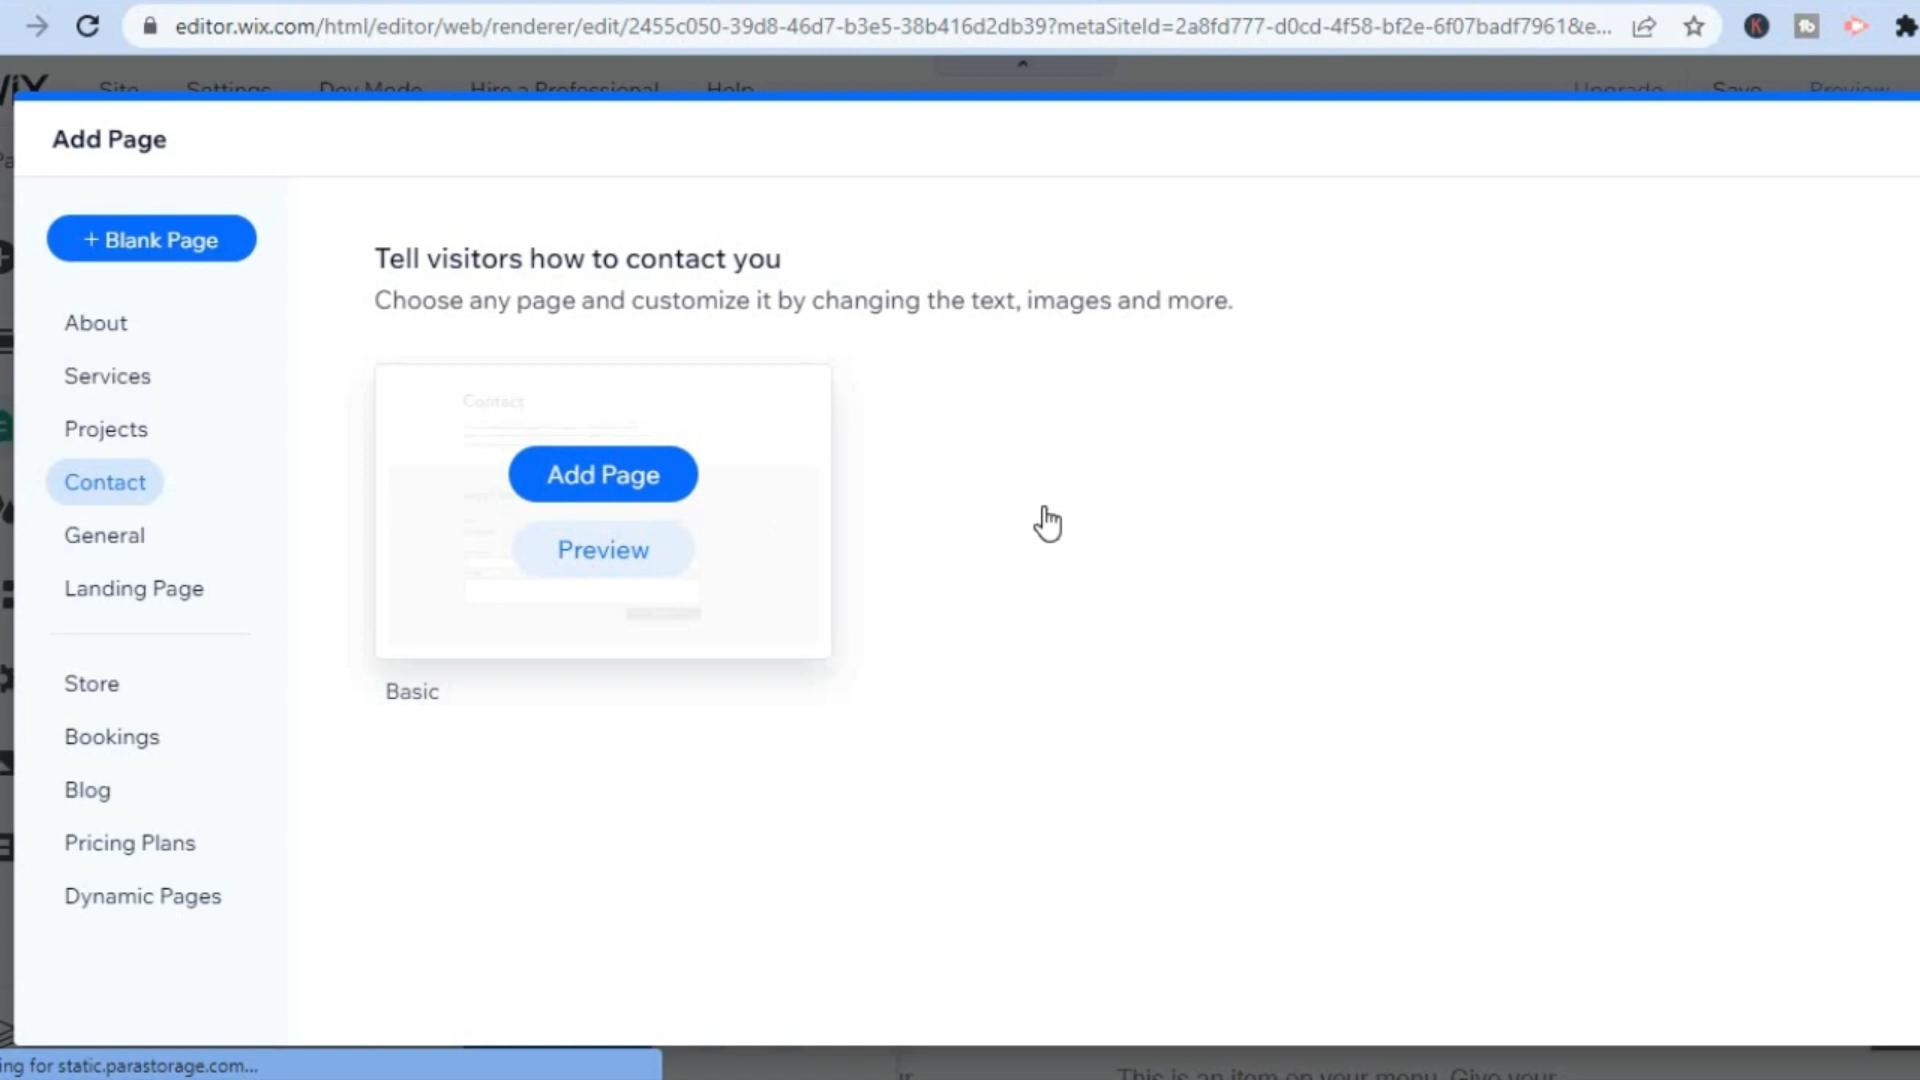 editor.wix.com/html/editor/web/renderer/edit/2455c050-39d8-46d7-b3e5-38b416d2db39?metaSiteId=2a8fd777-d0cd-4f58-bf2e-6f07badf7961&e...
K
WiX Site Settings Dev Mode Hire a Professional Help Upgrade Save Preview
Add Page
+ Blank Page
About
Services
Projects
Contact
General
Landing Page
Store
Bookings
Blog
Pricing Plans
Dynamic Pages
Tell visitors how to contact you
Choose any page and customize it by changing the text, images and more.
Contact
Add Page
Preview
Basic
ing for static.parastorage.com...
This is an item on your menu. Give your